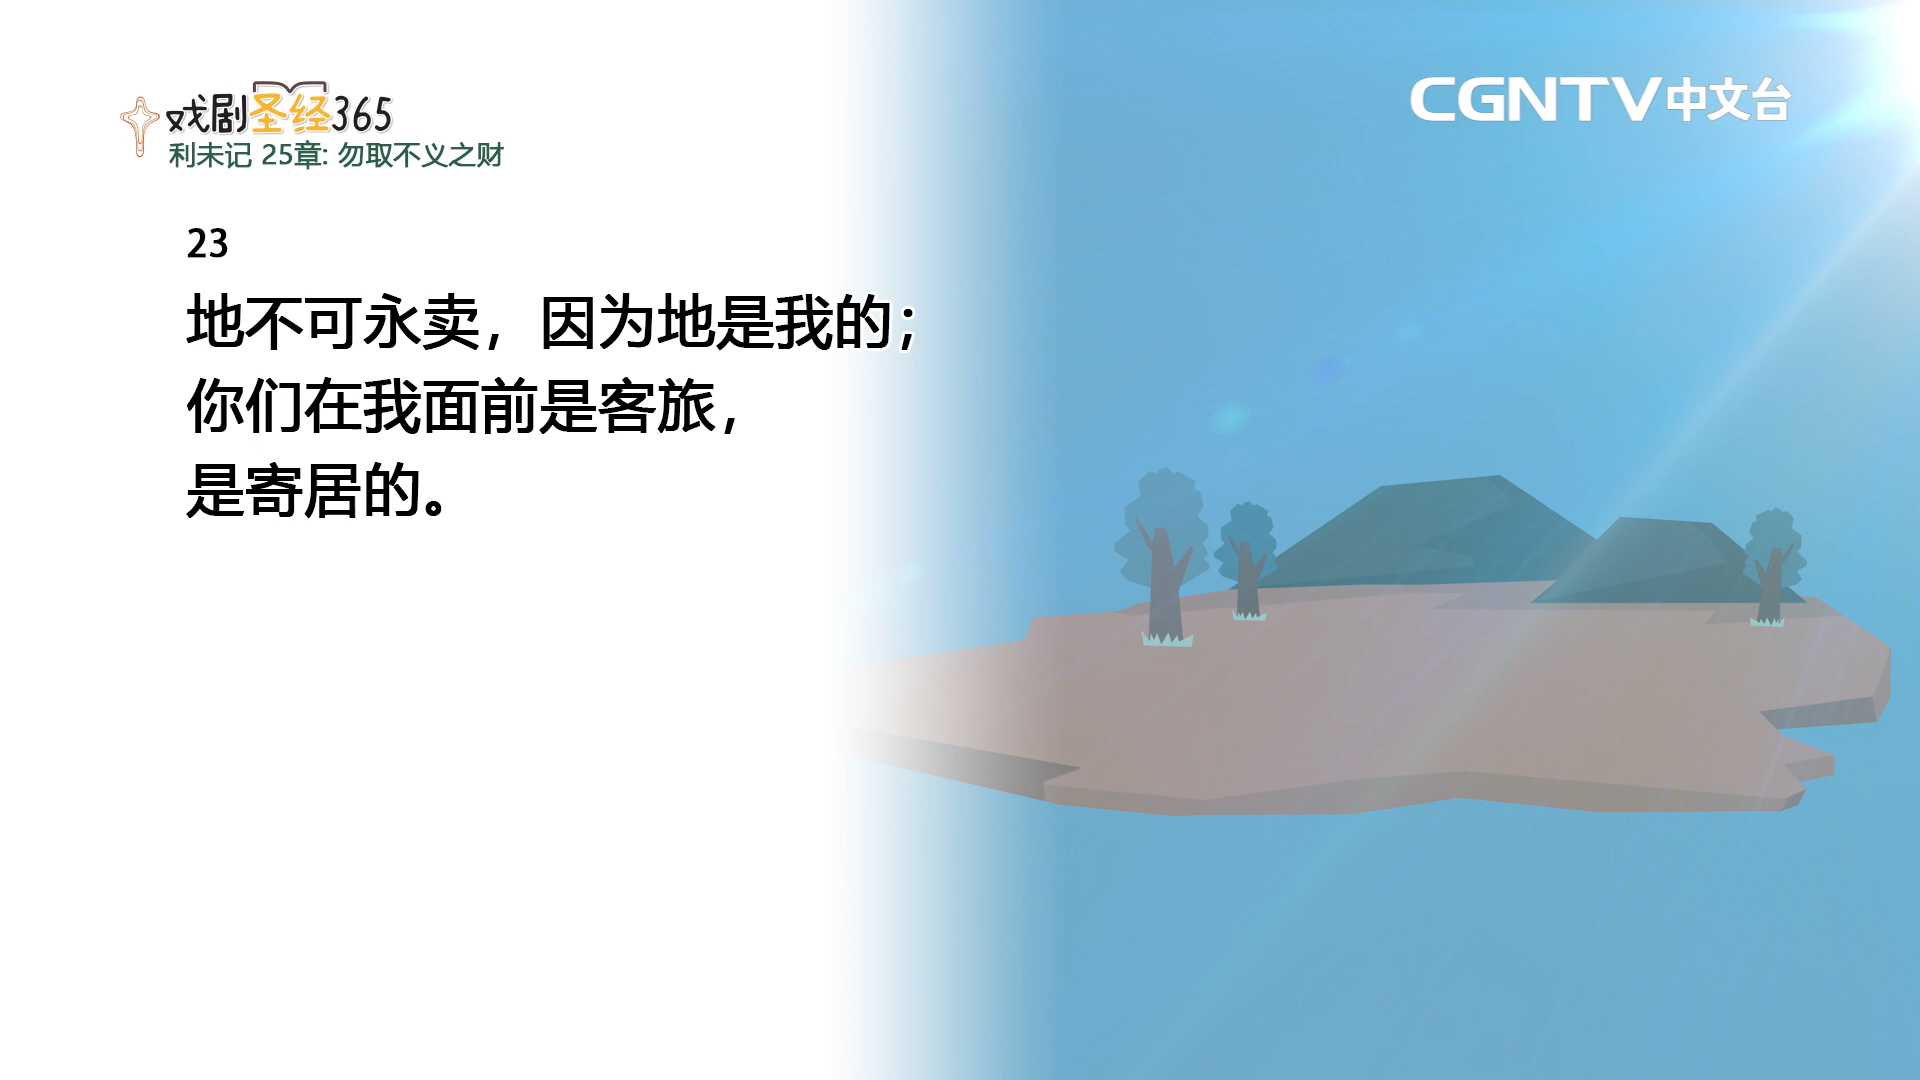 戏剧圣经365
利未记 25章: 勿取不义之财
CGNTV中文台
23
地不可永卖，因为地是我的；
你们在我面前是客旅，
是寄居的。